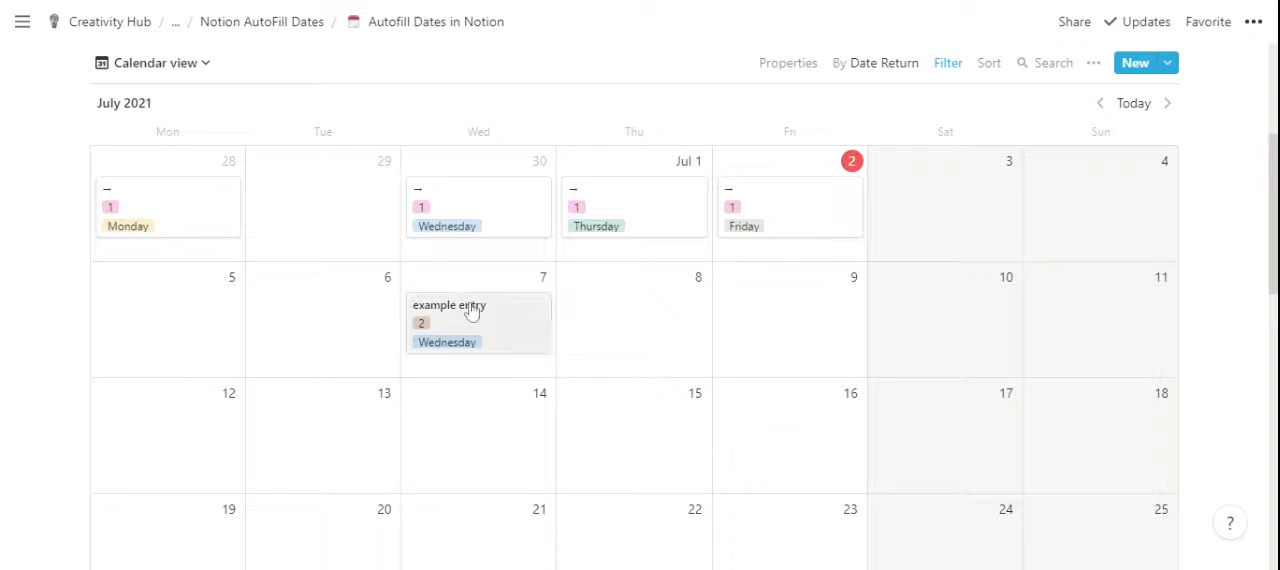 Creativity Hub / ... / Notion AutoFill Dates / Autofill Dates in Notion Share Updates Favorite •••
31 Calendar view Properties By Date Return Filter Sort Search ••• New
July 2021 Today
Mon Tue Wed Thu Fri Sat Sun
28 29 30 Jul 1 2 3 4
→ → → →
1 1 1 1
Monday Wednesday Thursday Friday
5 6 7 8 9 10 11
example entry
2
Wednesday
12 13 14 15 16 17 18
19 20 21 22 23 24 25
?